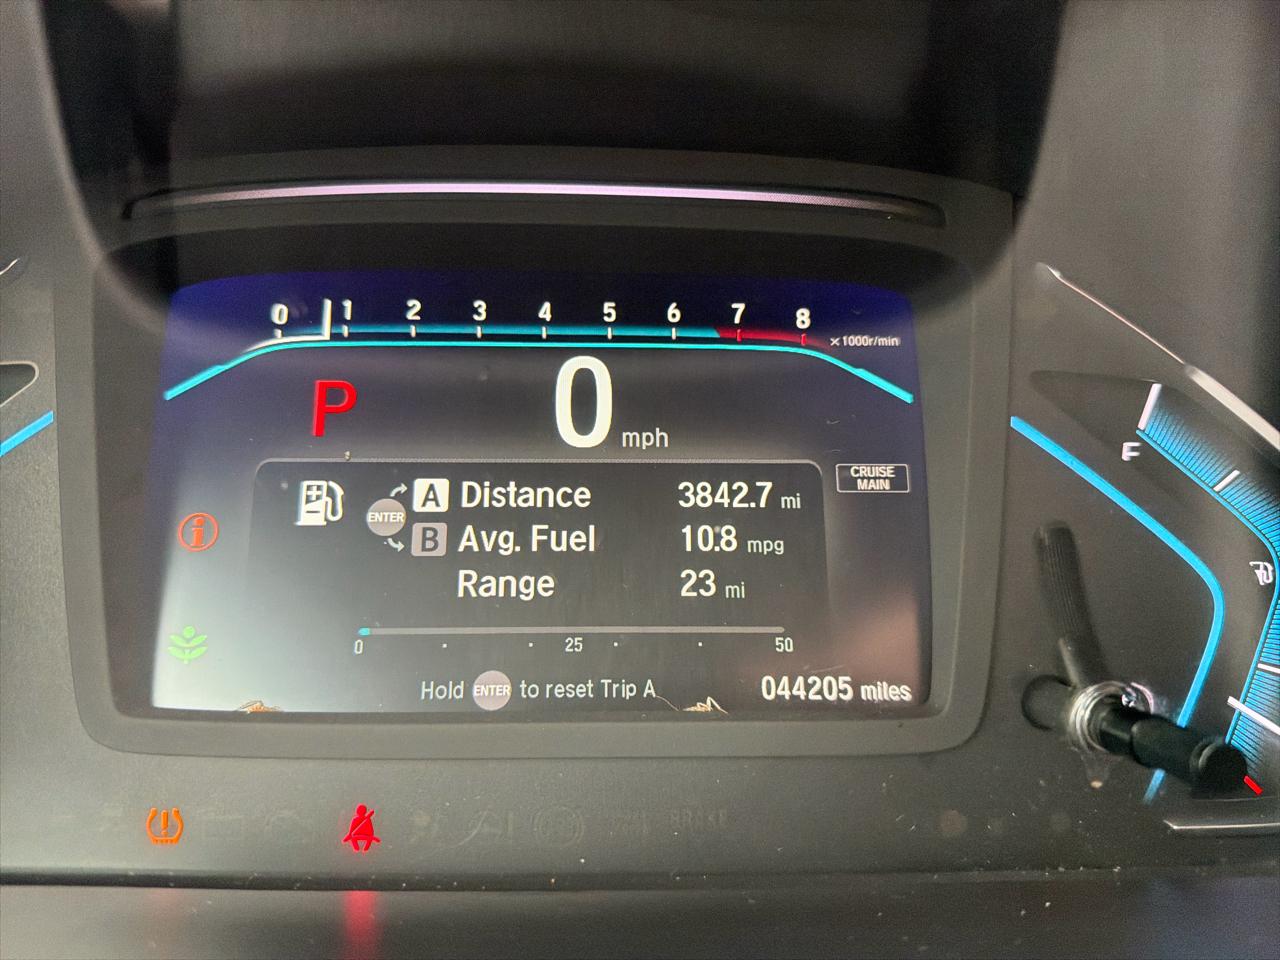 0 1 2 3 4 5 6 7 8
×1000r/min
P
0 mph
F
CRUISE
MAIN
ENTER
A Distance 3842.7 mi
B Avg. Fuel 10.8 mpg
Range 23 mi
0 25 50
Hold ENTER to reset Trip A
044205 miles
BRAKE